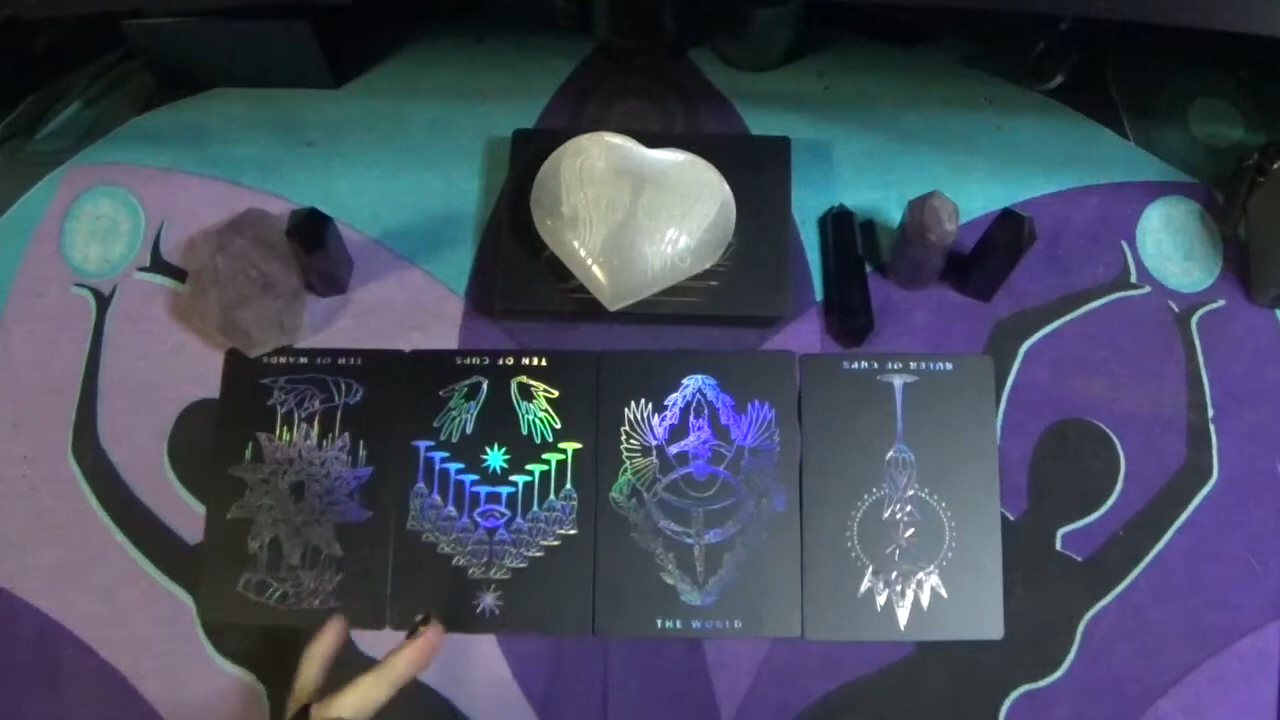 TEN OF WANDS
TEN OF CUPS
RULER OF CUPS
THE WORLD